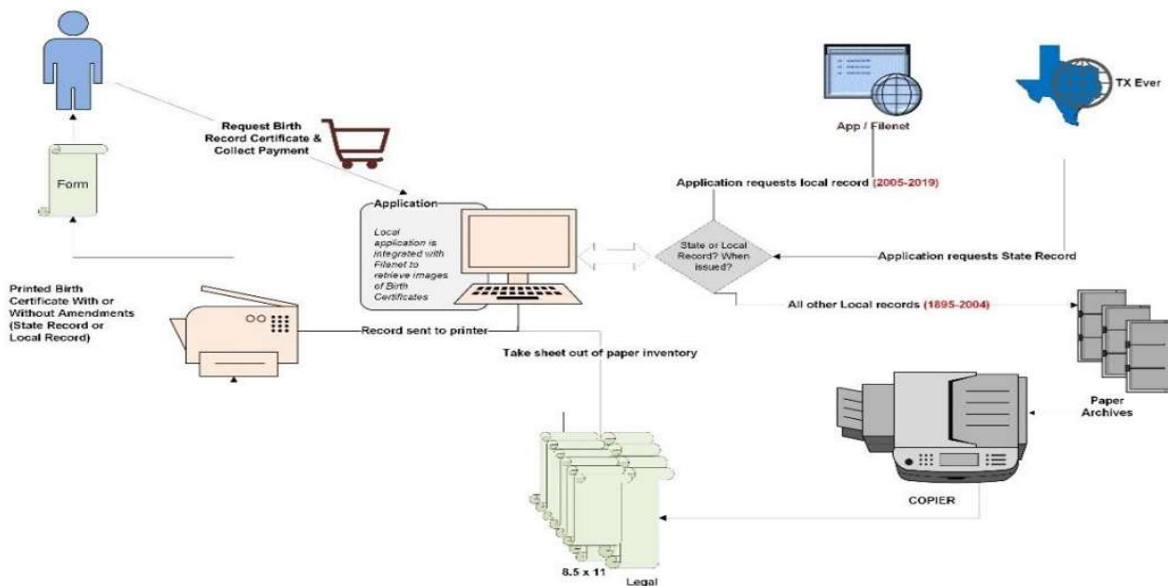 Request Birth
Record Certificate &
Collect Payment
Form
App / Filenet
TX Ever
Application requests local record (2005-2019)
Application
Local
application is
integrated with
Filenet to
retrieve images
of Birth
Certificates
State or Local
Record? When
issued?
Application requests State Record
Printed Birth
Certificate With or
Without Amendments
(State Record or
Local Record)
All other Local records (1895-2004)
Record sent to printer
Take sheet out of paper inventory
Paper
Archives
COPIER
8.5 x 11
Legal